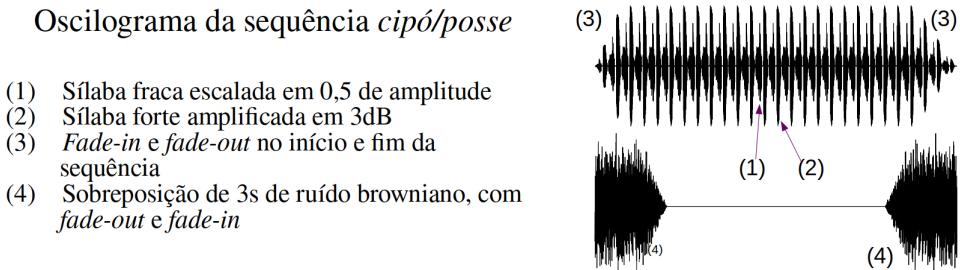 Oscilograma da sequência cipó/posse
(1) Sílaba fraca escalada em 0,5 de amplitude
(2) Sílaba forte amplificada em 3dB
(3) Fade-in e fade-out no início e fim da
sequência
(4) Sobreposição de 3s de ruído browniano, com
fade-out e fade-in
(3) (3)
(1) (2)
(4) (4)